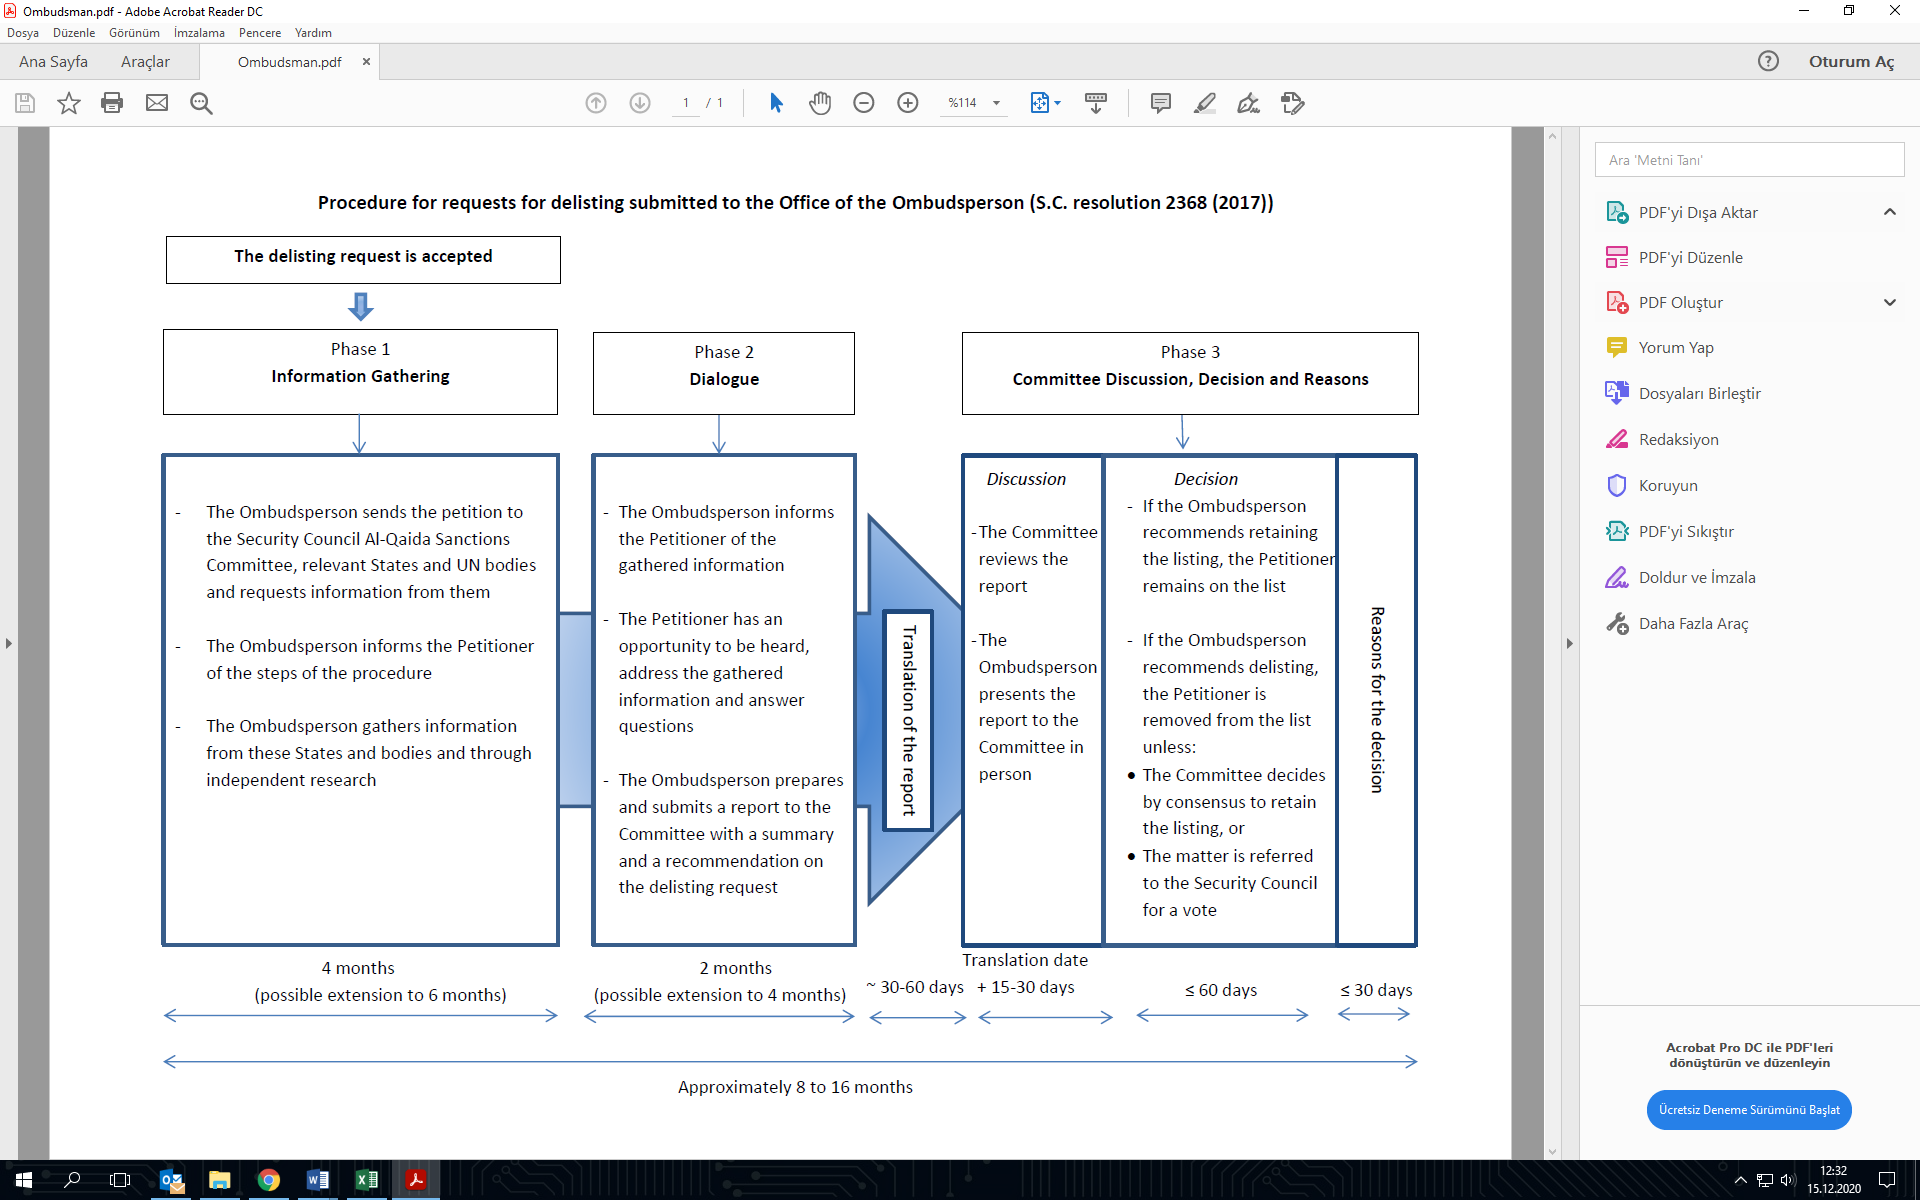 Ombudsman.pdf - Adobe Acrobat Reader DC
Dosya Düzenle Görünüm İmzalama Pencere Yardım
Ana Sayfa Araçlar Ombudsman.pdf Oturum Aç
1 / 1 %114
Procedure for requests for delisting submitted to the Office of the Ombudsperson (S.C. resolution 2368 (2017))
The delisting request is accepted
Phase 1
Information Gathering
- The Ombudsperson sends the petition to
the Security Council Al-Qaida Sanctions
Committee, relevant States and UN bodies
and requests information from them
- The Ombudsperson informs the Petitioner
of the steps of the procedure
- The Ombudsperson gathers information
from these States and bodies and through
independent research
4 months
(possible extension to 6 months)
Phase 2
Dialogue
- The Ombudsperson informs
the Petitioner of the
gathered information
- The Petitioner has an
opportunity to be heard,
address the gathered
information and answer
questions
- The Ombudsperson prepares
and submits a report to the
Committee with a summary
and a recommendation on
the delisting request
2 months
(possible extension to 4 months)
Translation of the report
~ 30-60 days
Phase 3
Committee Discussion, Decision and Reasons
Discussion
-The Committee
reviews the
report
-The
Ombudsperson
presents the
report to the
Committee in
person
Translation date
+ 15-30 days
Decision
- If the Ombudsperson
recommends retaining
the listing, the Petitioner
remains on the list
- If the Ombudsperson
recommends delisting,
the Petitioner is
removed from the list
unless:
• The Committee decides
by consensus to retain
the listing, or
• The matter is referred
to the Security Council
for a vote
≤ 60 days
Reasons for the decision
≤ 30 days
Approximately 8 to 16 months
Ara 'Metni Tanı'
PDF'yi Dışa Aktar
PDF'yi Düzenle
PDF Oluştur
Yorum Yap
Dosyaları Birleştir
Redaksiyon
Koruyun
PDF'yi Sıkıştır
Doldur ve İmzala
Daha Fazla Araç
Acrobat Pro DC ile PDF'leri
dönüştürün ve düzenleyin
Ücretsiz Deneme Sürümünü Başlat
12:32
15.12.2020